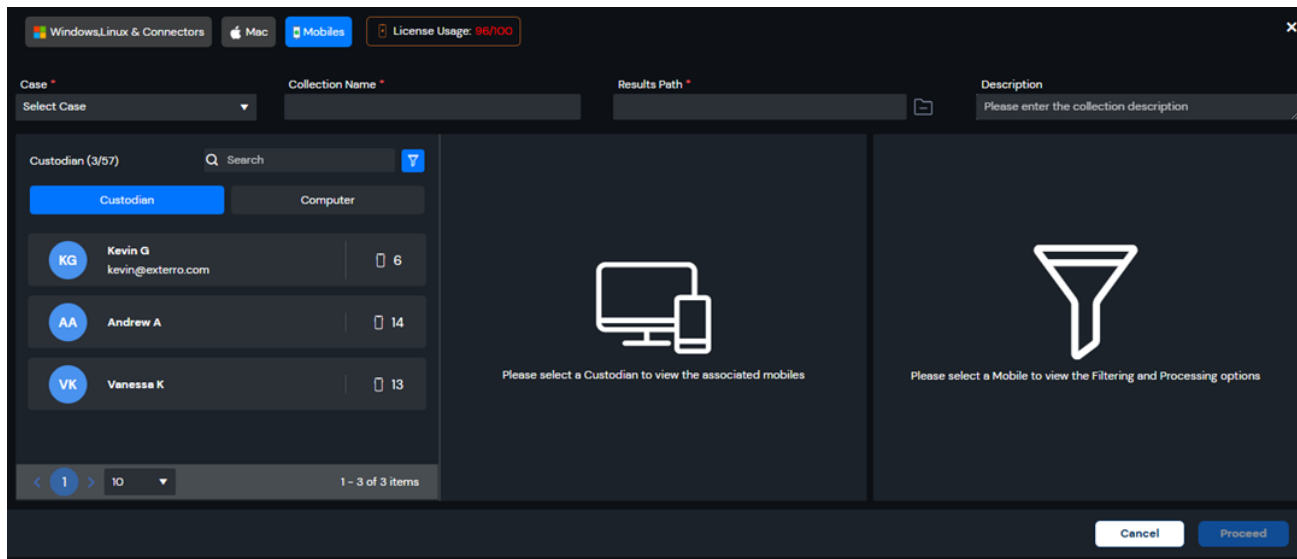 Windows,Linux & Connectors
Mac
Mobiles
License Usage: 96/100
Case *
Collection Name *
Results Path *
Description
Select Case
Please enter the collection description
Custodian (3/57)
Search
Custodian
Computer
KG
Kevin G
kevin@exterro.com
6
AA
Andrew A
14
VK
Vanessa K
13
1
10
1 - 3 of 3 items
Please select a Custodian to view the associated mobiles
Please select a Mobile to view the Filtering and Processing options
Cancel
Proceed